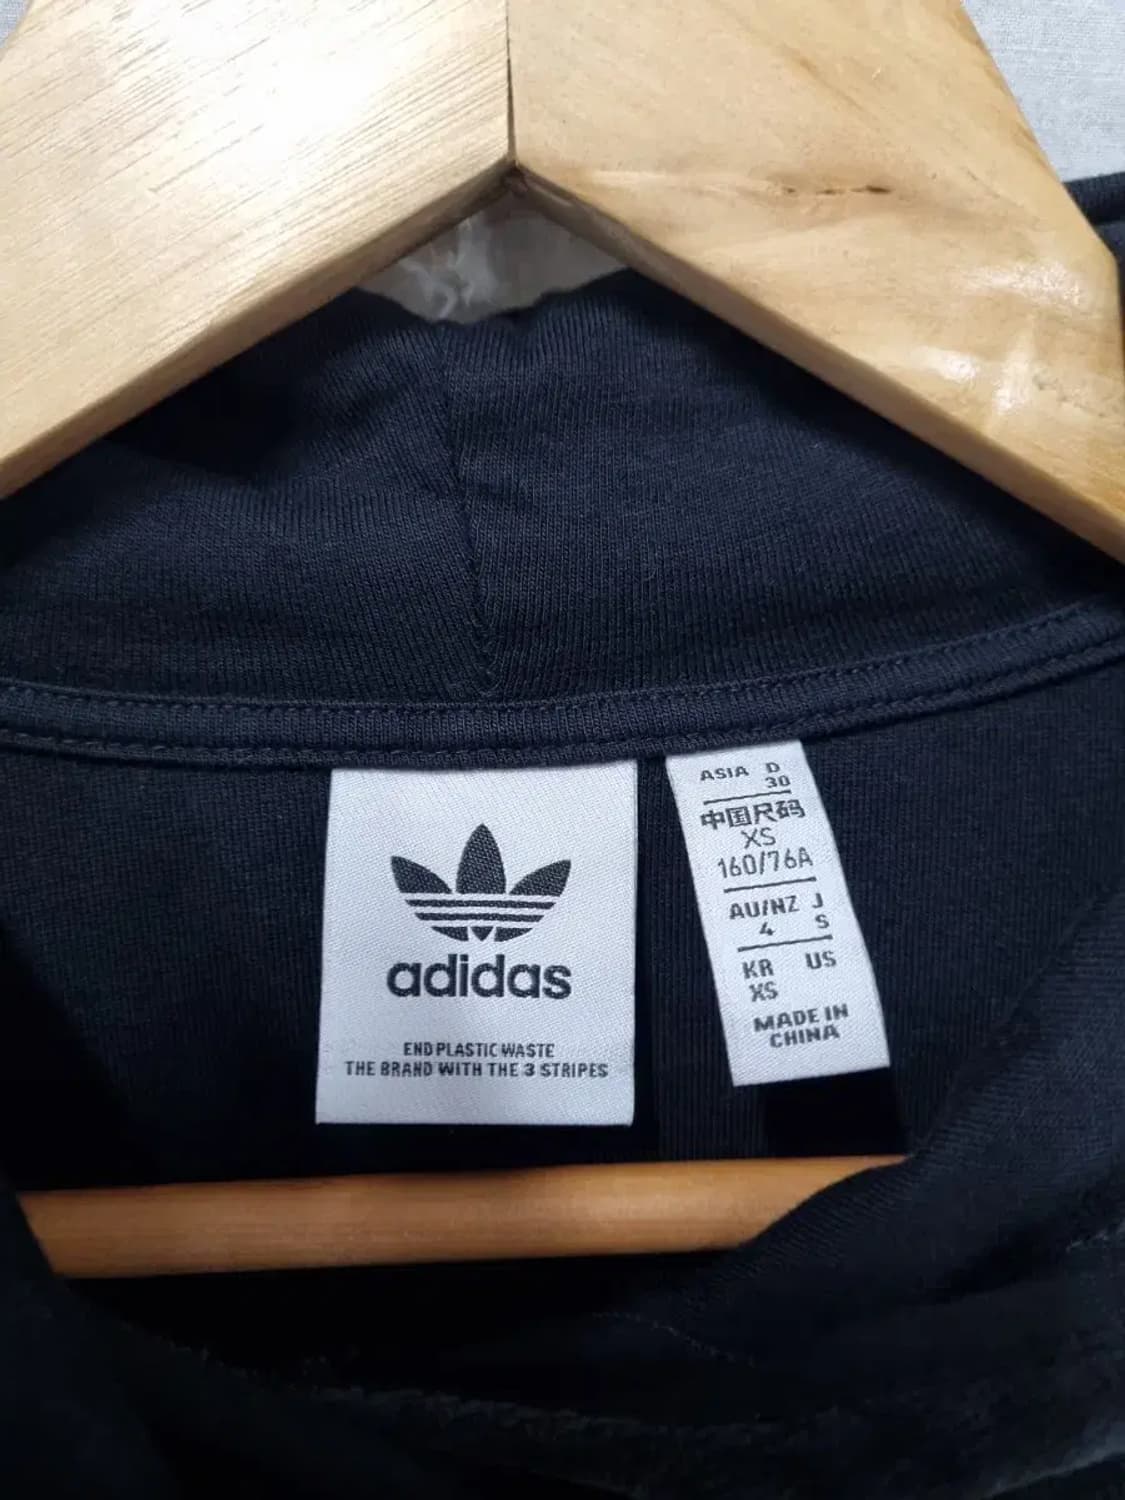 adidas
END PLASTIC WASTE
THE BRAND WITH THE 3 STRIPES
ASIA D
30
中国尺码
XS
160/76A
AU/NZ J
4 S
KR US
XS
MADE IN
CHINA